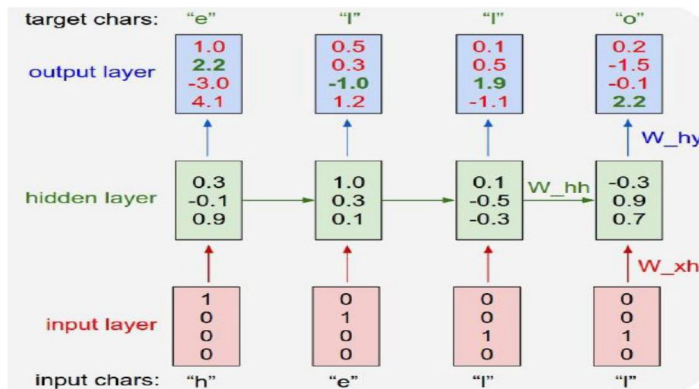 target chars: "e" "l" "l" "o"
output layer
1.0 0.5 0.1 0.2
2.2 0.3 0.5 -1.5
-3.0 -1.0 1.9 -0.1
4.1 1.2 -1.1 2.2
W_hy
hidden layer
0.3 1.0 0.1 -0.3
-0.1 0.3 -0.5 0.9
0.9 0.1 -0.3 0.7
W_hh
W_xh
input layer
1 0 0 0
0 1 0 0
0 0 1 1
0 0 0 0
input chars: "h" "e" "l" "l"